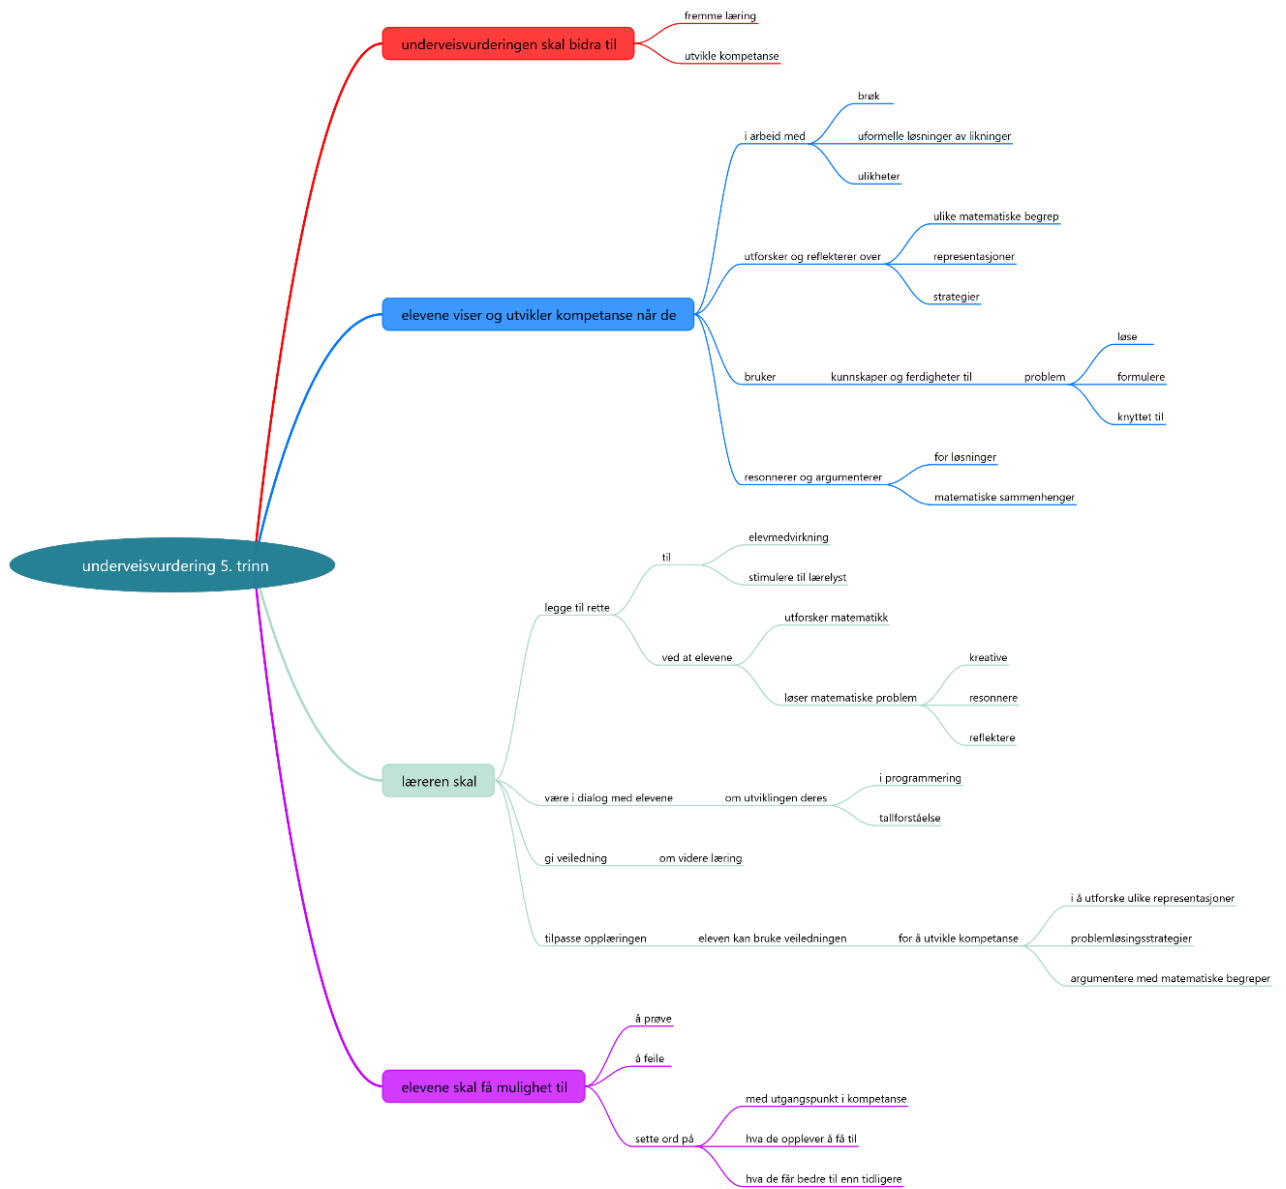 underveisvurdering 5. trinn
underveisvurderingen skal bidra til
fremme læring
utvikle kompetanse
elevene viser og utvikler kompetanse når de
i arbeid med
brøk
uformelle løsninger av likninger
ulikheter
utforsker og reflekterer over
ulike matematiske begrep
representasjoner
strategier
bruker
kunnskaper og ferdigheter til
problem
løse
formulere
knyttet til
resonnerer og argumenterer
for løsninger
matematiske sammenhenger
læreren skal
legge til rette
til
elevmedvirkning
stimulere til lærelyst
ved at elevene
utforsker matematikk
løser matematiske problem
kreative
resonnere
reflektere
være i dialog med elevene
om utviklingen deres
i programmering
tallforståelse
gi veiledning
om videre læring
tilpasse opplæringen
eleven kan bruke veiledningen
for å utvikle kompetanse
i å utforske ulike representasjoner
problemløsingsstrategier
argumentere med matematiske begreper
elevene skal få mulighet til
å prøve
å feile
sette ord på
med utgangspunkt i kompetanse
hva de opplever å få til
hva de får bedre til enn tidligere